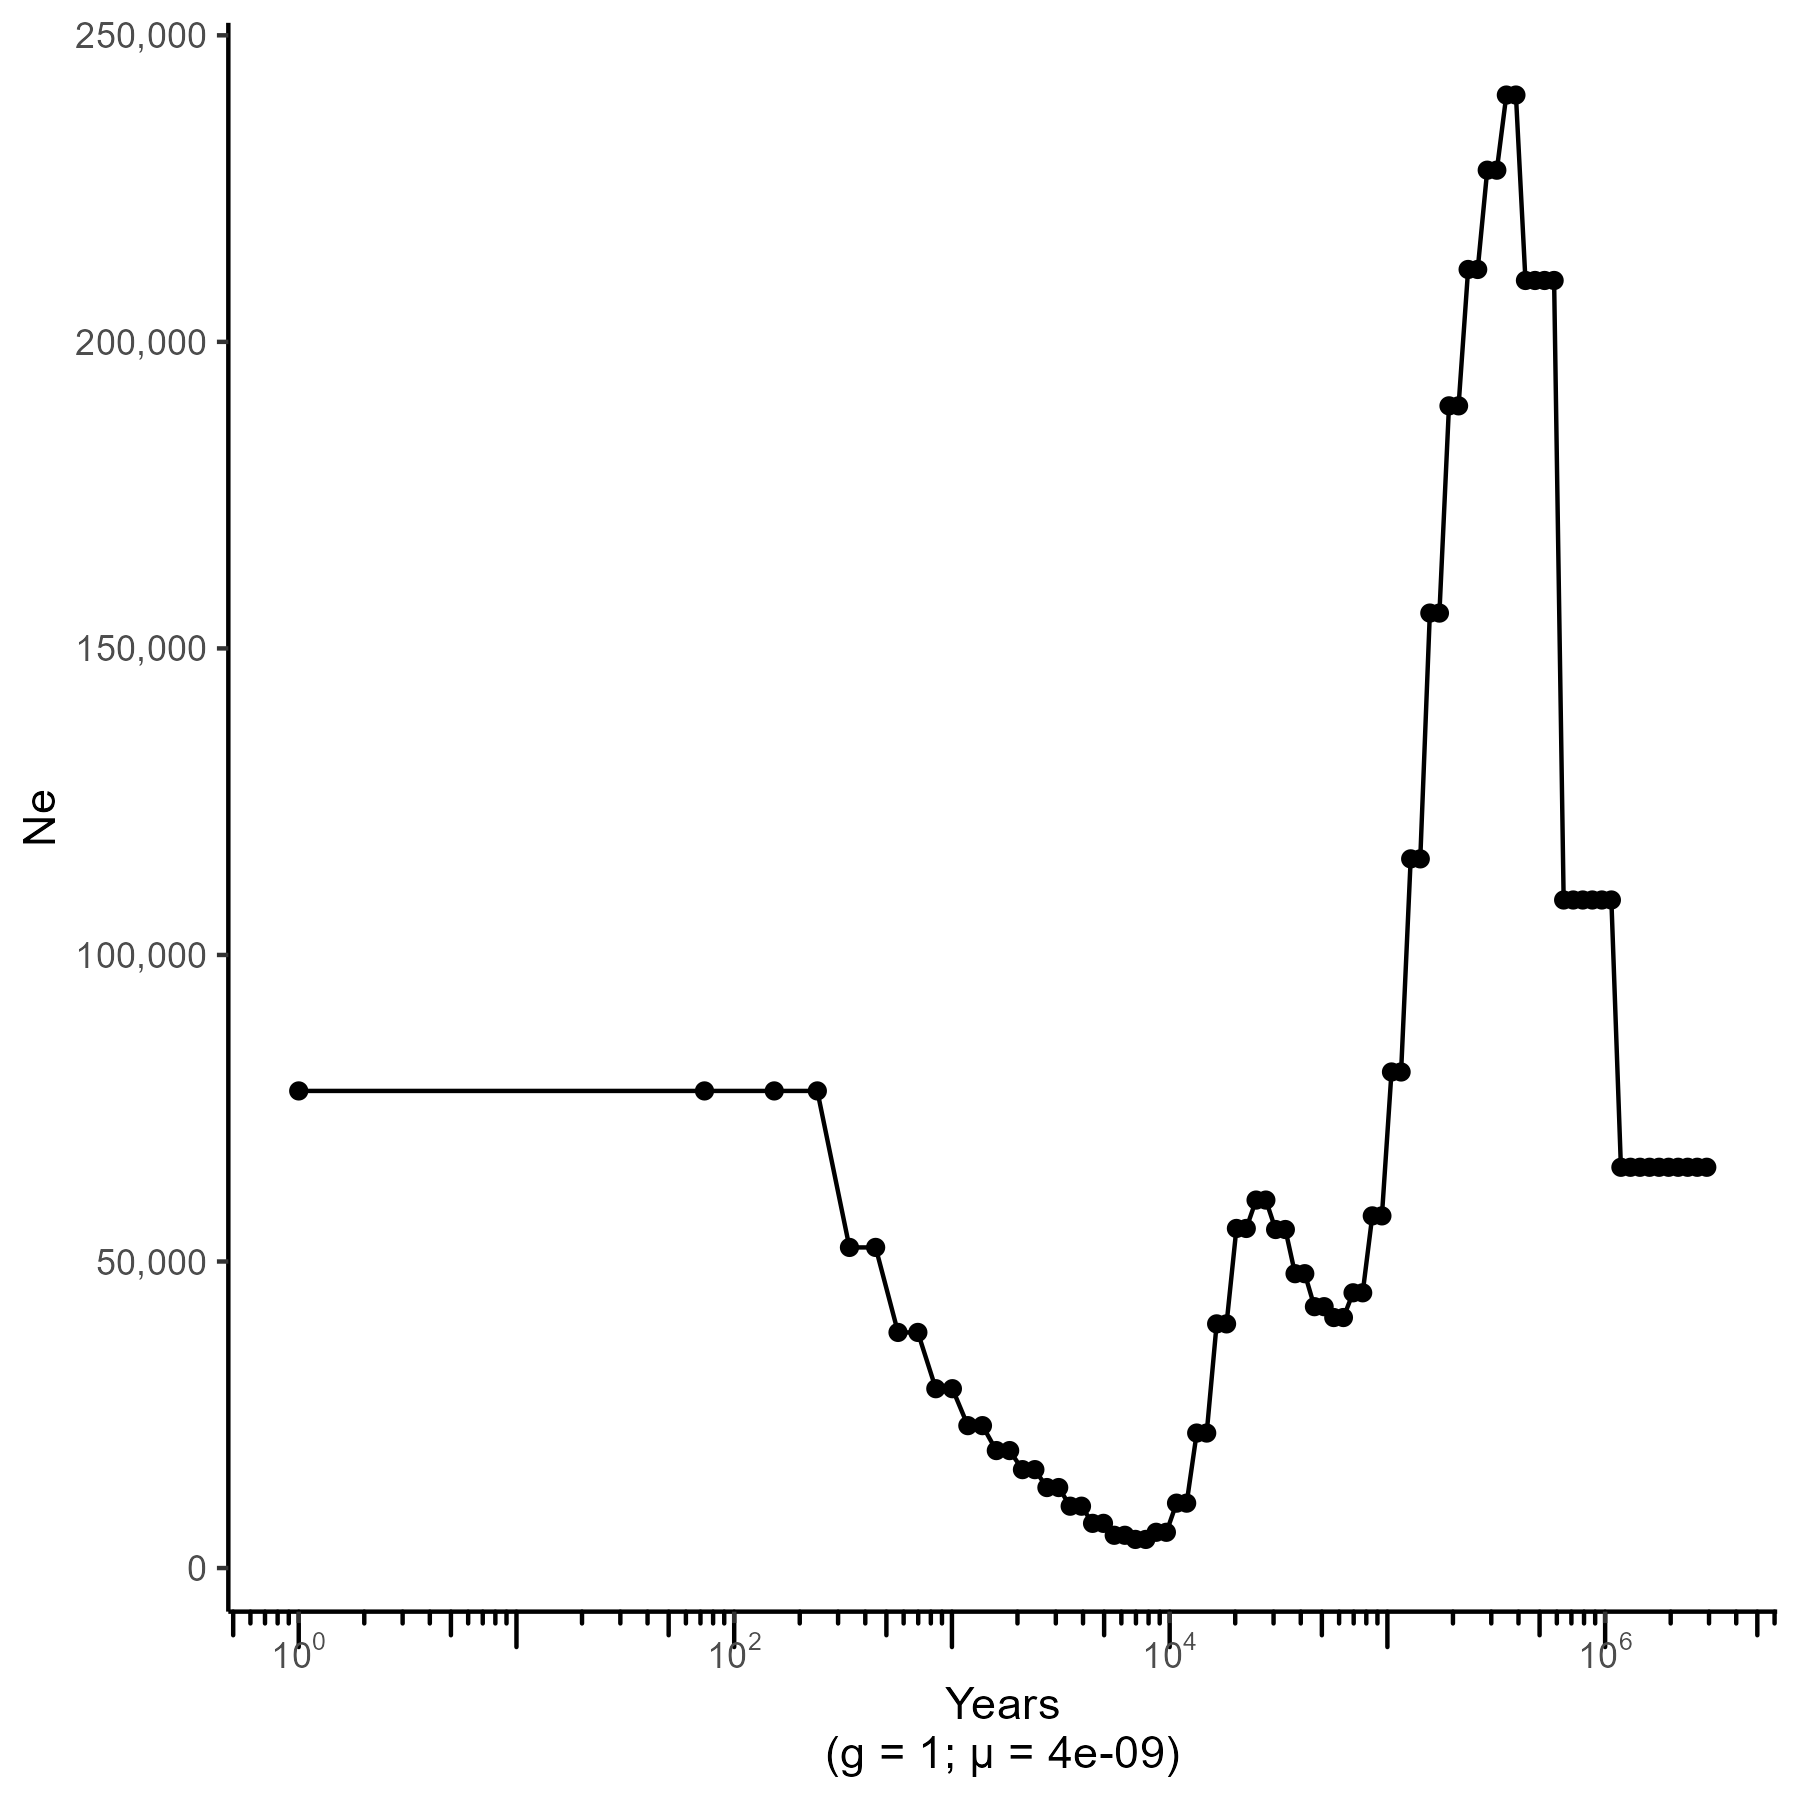 250,000
200,000
150,000
100,000
50,000
0
Ne
10⁰ 10² 10⁴ 10⁶
Years
(g = 1; μ = 4e-09)